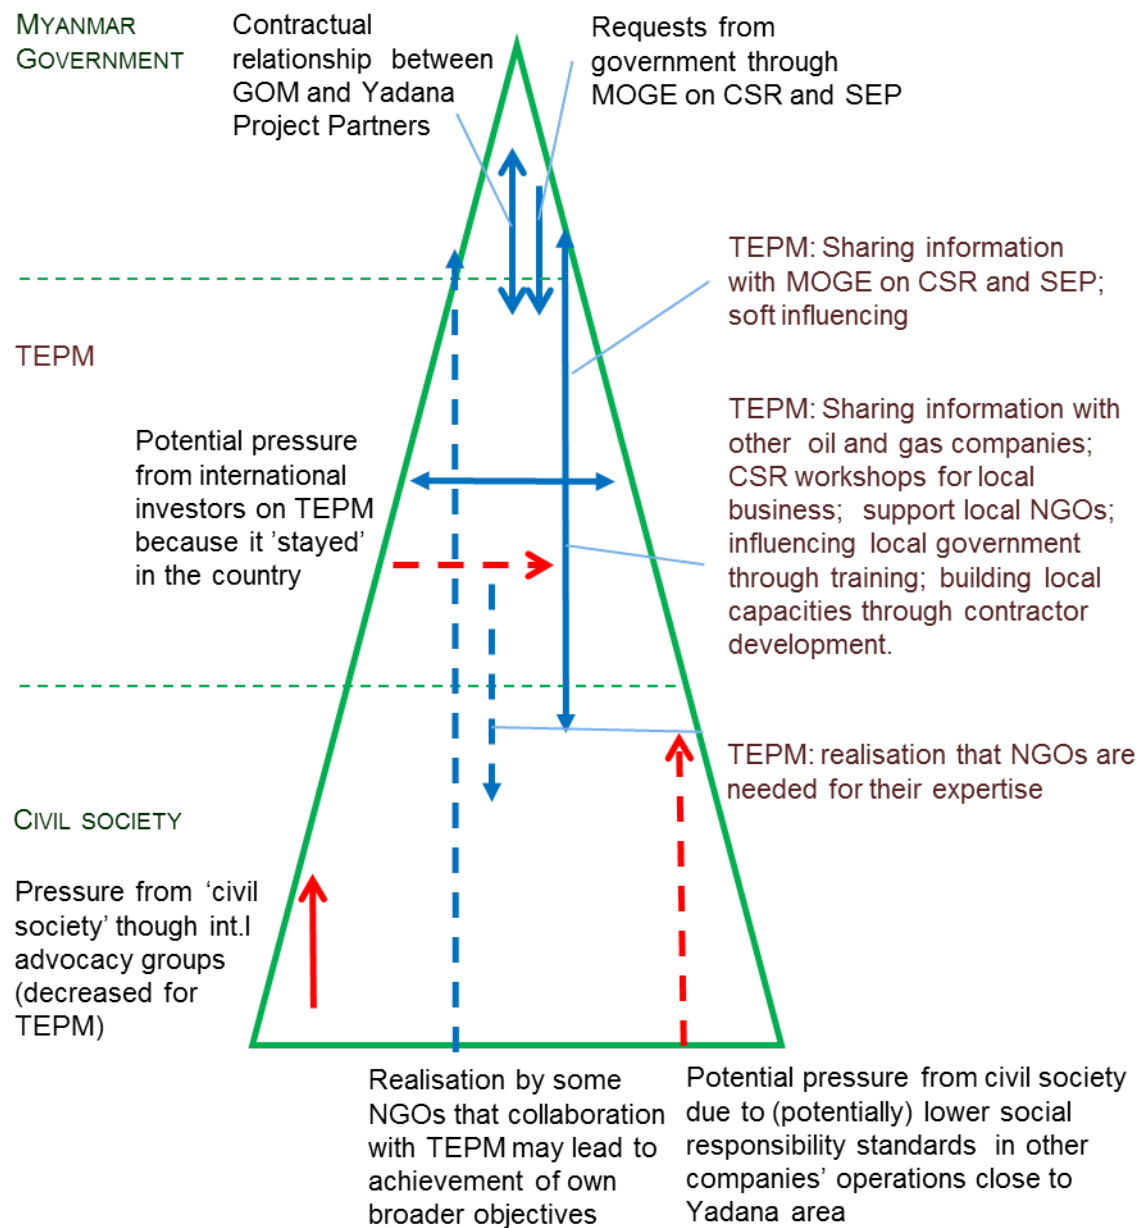 MYANMAR
GOVERNMENT
Contractual
relationship between
GOM and Yadana
Project Partners
Requests from
government through
MOGE on CSR and SEP
TEPM: Sharing information
with MOGE on CSR and SEP;
soft influencing
TEPM
TEPM: Sharing information with
other oil and gas companies;
CSR workshops for local
business; support local NGOs;
influencing local government
through training; building local
capacities through contractor
development.
Potential pressure
from international
investors on TEPM
because it 'stayed'
in the country
TEPM: realisation that NGOs are
needed for their expertise
CIVIL SOCIETY
Pressure from ‘civil
society’ though int.l
advocacy groups
(decreased for
TEPM)
Realisation by some
NGOs that collaboration
with TEPM may lead to
achievement of own
broader objectives
Potential pressure from civil society
due to (potentially) lower social
responsibility standards in other
companies’ operations close to
Yadana area